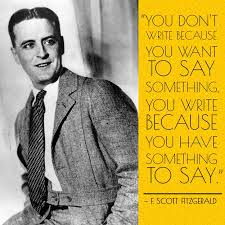 "YOU DON'T
WRITE BECAUSE
YOU WANT
TO SAY
SOMETHING,
YOU WRITE
BECAUSE
YOU HAVE
SOMETHING
TO SAY."
~ F. SCOTT FITZGERALD